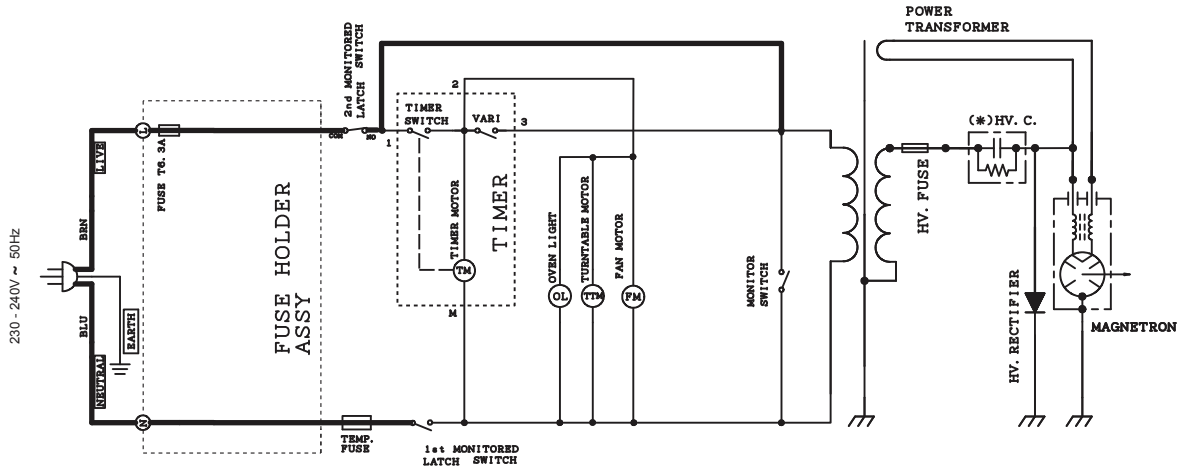 POWER
TRANSFORMER
2nd MONITORED
LATCH SWITCH
2
TIMER
SWITCH
VARI
3
(*)HV. C.
L
COM
NO
1
FUSE T6. 3A
LIVE
HV. FUSE
TIMER MOTOR
TIMER
OVEN LIGHT
TURNTABLE MOTOR
FAN MOTOR
FUSE HOLDER
ASSY
BRN
TM
MONITOR
SWITCH
230 - 240V ~ 50Hz
OL
TTM
FM
M
BLU
EARTH
HV. RECTIFIER
MAGNETRON
NEUTRAL
N
TEMP.
FUSE
1st MONITORED
LATCH SWITCH